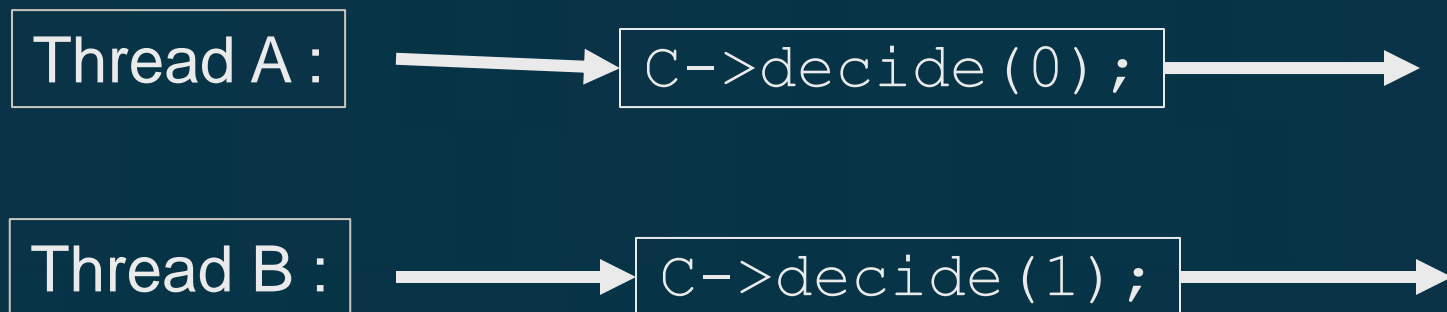 Thread A : C->decide(0);
Thread B : C->decide(1);